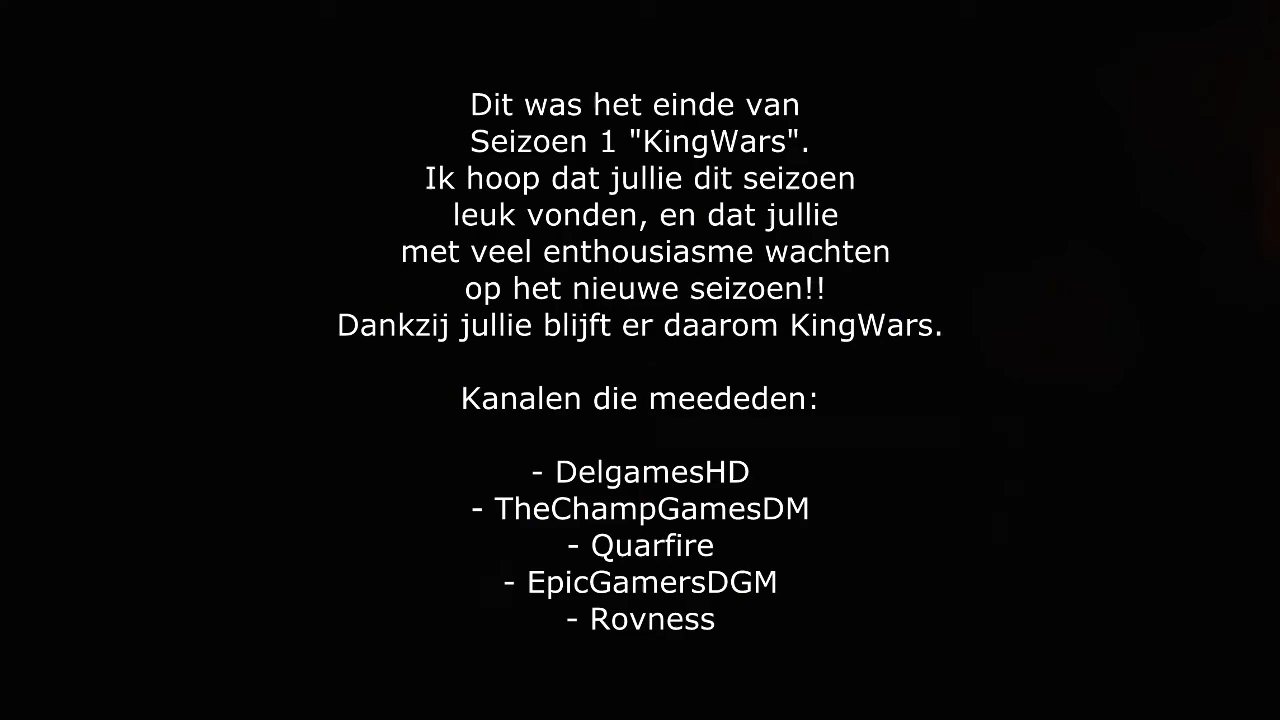 Dit was het einde van
Seizoen 1 "KingWars".
Ik hoop dat jullie dit seizoen
leuk vonden, en dat jullie
met veel enthousiasme wachten
op het nieuwe seizoen!!
Dankzij jullie blijft er daarom KingWars.
Kanalen die meededen:
- DelgamesHD
- TheChampGamesDM
- Quarfire
- EpicGamersDGM
- Rovness